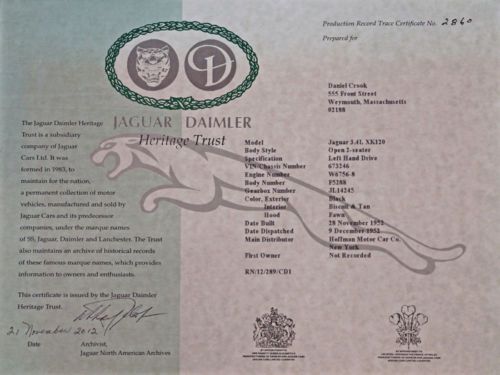 Production Record Trace Certificate No. 2860
Prepared for
Daniel Crook
555 Front Street
Weymouth, Massachusetts
02188
JAGUAR DAIMLER
Heritage Trust
The Jaguar Daimler Heritage
Trust is a subsidiary
company of Jaguar
Cars Ltd. It was
formed in 1983, to
maintain for the nation,
a permanent collection of motor
vehicles, manufactured and sold by
Jaguar Cars and its predecessor
companies, under the marque names
of SS, Jaguar, Daimler and Lanchester. The Trust
also maintains an archive of historical records
of these famous marque names, which provides
information to owners and enthusiasts.
This certificate is issued by the Jaguar Daimler
Heritage Trust.
21 November 2012
Date Archivist,
Jaguar North American Archives
Model Jaguar 3.4L XK120
Body Style Open 2-seater
Specification Left Hand Drive
VIN/Chassis Number 673246
Engine Number W6756-8
Body Number F5288
Gearbox Number JL14245
Color, Exterior Black
Interior Biscuit & Tan
Hood Fawn
Date Built 28 November 1952
Date Dispatched 9 December 1952
Main Distributor Hoffman Motor Car Co.
New York
First Owner Not Recorded
RN/12/289/CD1